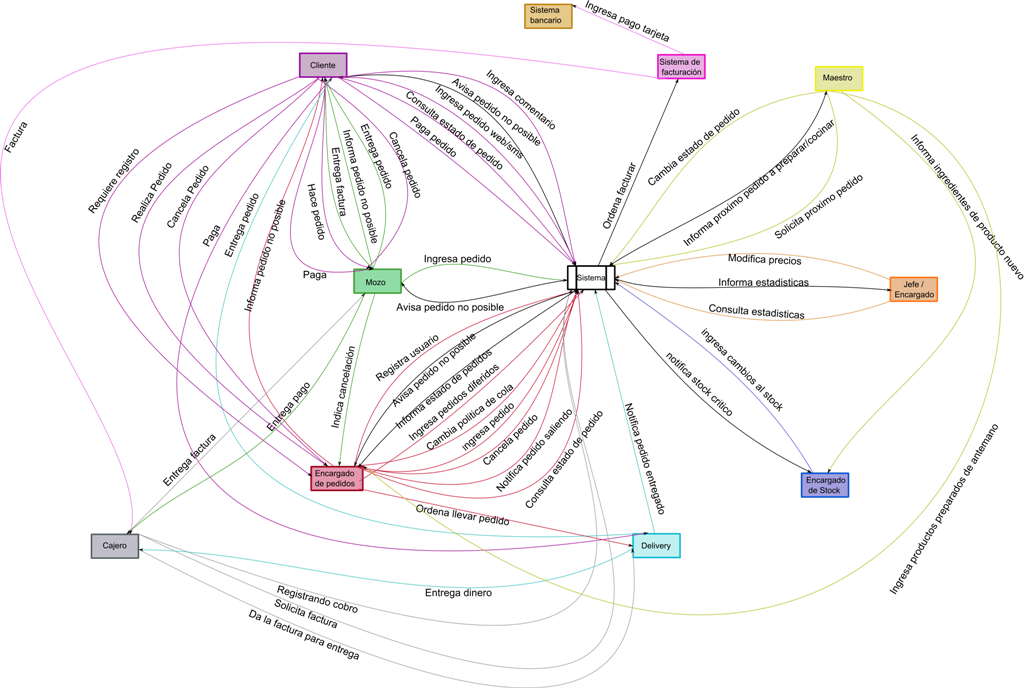 Sistema
bancario
Ingresa pago tarjeta
Sistema de
facturación
Maestro
Cliente
Factura
Requiere registro
Realiza Pedido
Cancela Pedido
Paga
Entrega pedido
Informa pedido no posible
Paga
Hace pedido
Entrega factura
Informa pedido no posible
Entrega pedido
Cancela pedido
Paga pedido
Consulta estado de pedido
Ingresa pedido web/sms
Avisa pedido no posible
Ingresa comentario
Ordena facturar
Cambia estado de pedido
Informa proximo pedido a preparar/cocinar
Solicita proximo pedido
Informa ingredientes de producto nuevo
Mozo
Ingresa pedido
Avisa pedido no posible
Sistema
Modifica precios
Informa estadisticas
Consulta estadisticas
Jefe /
Encargado
Registra usuario
Avisa pedido no posible
Informa estado de pedidos
Ingresa pedidos diferidos
Cambia politica de cola
ingresa pedido
Cancela pedido
Notifica pedido saliendo
Consulta estado de pedido
Indica cancelación
Entrega pago
Entrega factura
ingresa cambios al stock
notifica stock critico
Notifica pedido entregado
Encargado
de pedidos
Encargado
de Stock
Ordena llevar pedido
Ingresa productos preparados de antemano
Cajero
Delivery
Entrega dinero
Registrando cobro
Solicita factura
Da la factura para entrega